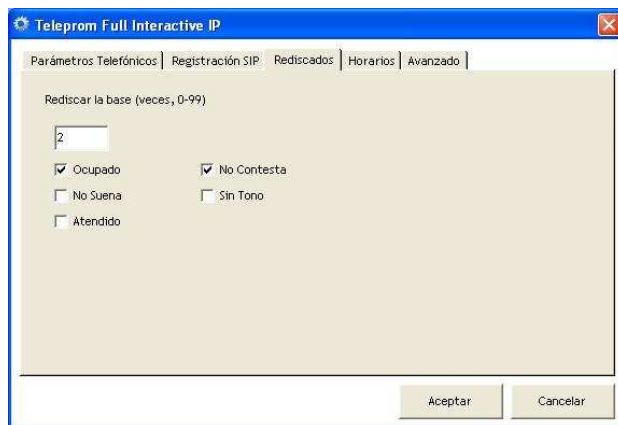 Teleprom Full Interactive IP
Parámetros Telefónicos Registración SIP Rediscados Horarios Avanzado
Rediscar la base (veces, 0-99)
2
Ocupado No Contesta
No Suena Sin Tono
Atendido
Aceptar Cancelar